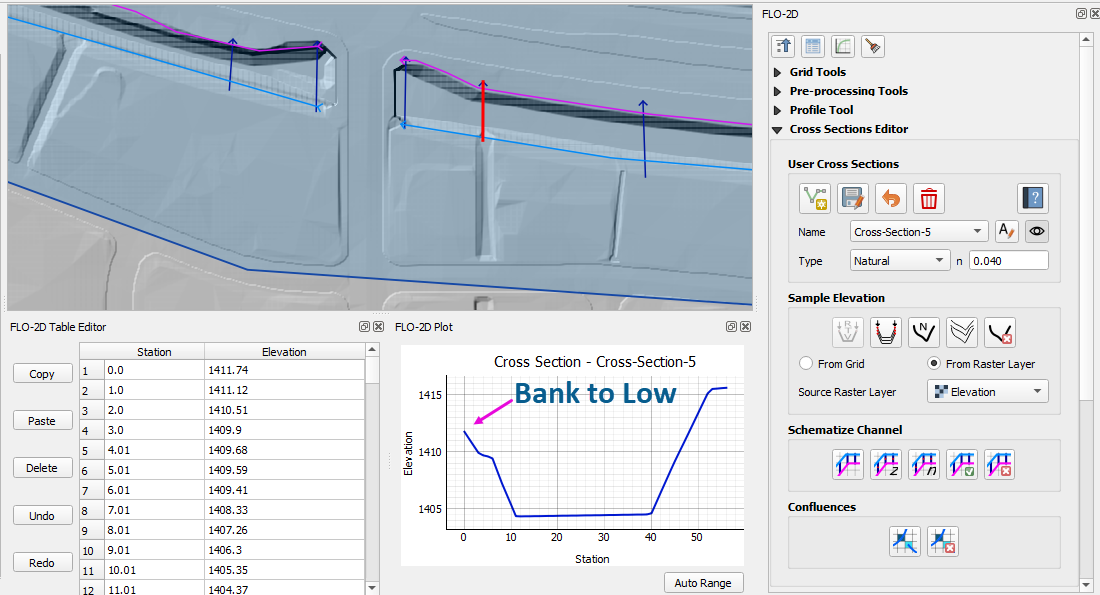 FLO-2D
Grid Tools
Pre-processing Tools
Profile Tool
Cross Sections Editor
User Cross Sections
?
Name Cross-Section-5 A
Type Natural n 0.040
Sample Elevation
R T V N
From Grid From Raster Layer
Source Raster Layer Elevation
Schematize Channel
z n
Confluences
FLO-2D Table Editor
Copy
Paste
Delete
Undo
Redo
Station Elevation
1 0.0 1411.74
2 1.0 1411.12
3 2.0 1410.51
4 3.0 1409.9
5 4.01 1409.68
6 5.01 1409.59
7 6.01 1409.41
8 7.01 1408.33
9 8.01 1407.26
10 9.01 1406.3
11 10.01 1405.35
12 11.01 1404.37
FLO-2D Plot
Cross Section - Cross-Section-5
Bank to Low
Elevation
1415
1410
1405
0 10 20 30 40 50
Station
Auto Range